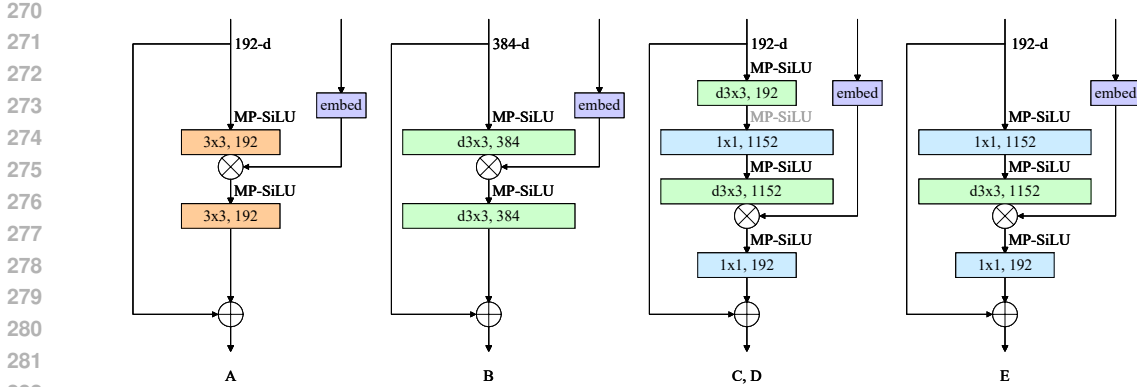 270
271
272
273
274
275
276
277
278
279
280
281
192-d
embed
MP-SiLU
3x3, 192
MP-SiLU
3x3, 192
A
384-d
embed
MP-SiLU
d3x3, 384
MP-SiLU
d3x3, 384
B
192-d
MP-SiLU
embed
d3x3, 192
MP-SiLU
1x1, 1152
MP-SiLU
d3x3, 1152
MP-SiLU
1x1, 192
C, D
192-d
embed
MP-SiLU
1x1, 1152
MP-SiLU
d3x3, 1152
MP-SiLU
1x1, 192
E